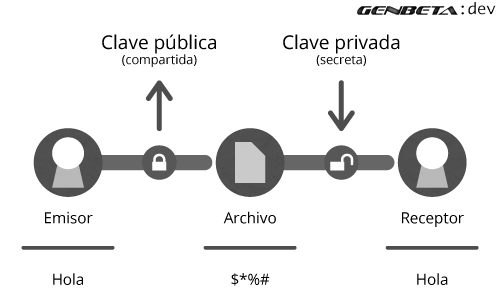 GENBETA:dev
Clave pública
(compartida)
Clave privada
(secreta)
Emisor
Archivo
Receptor
Hola
$*%#
Hola